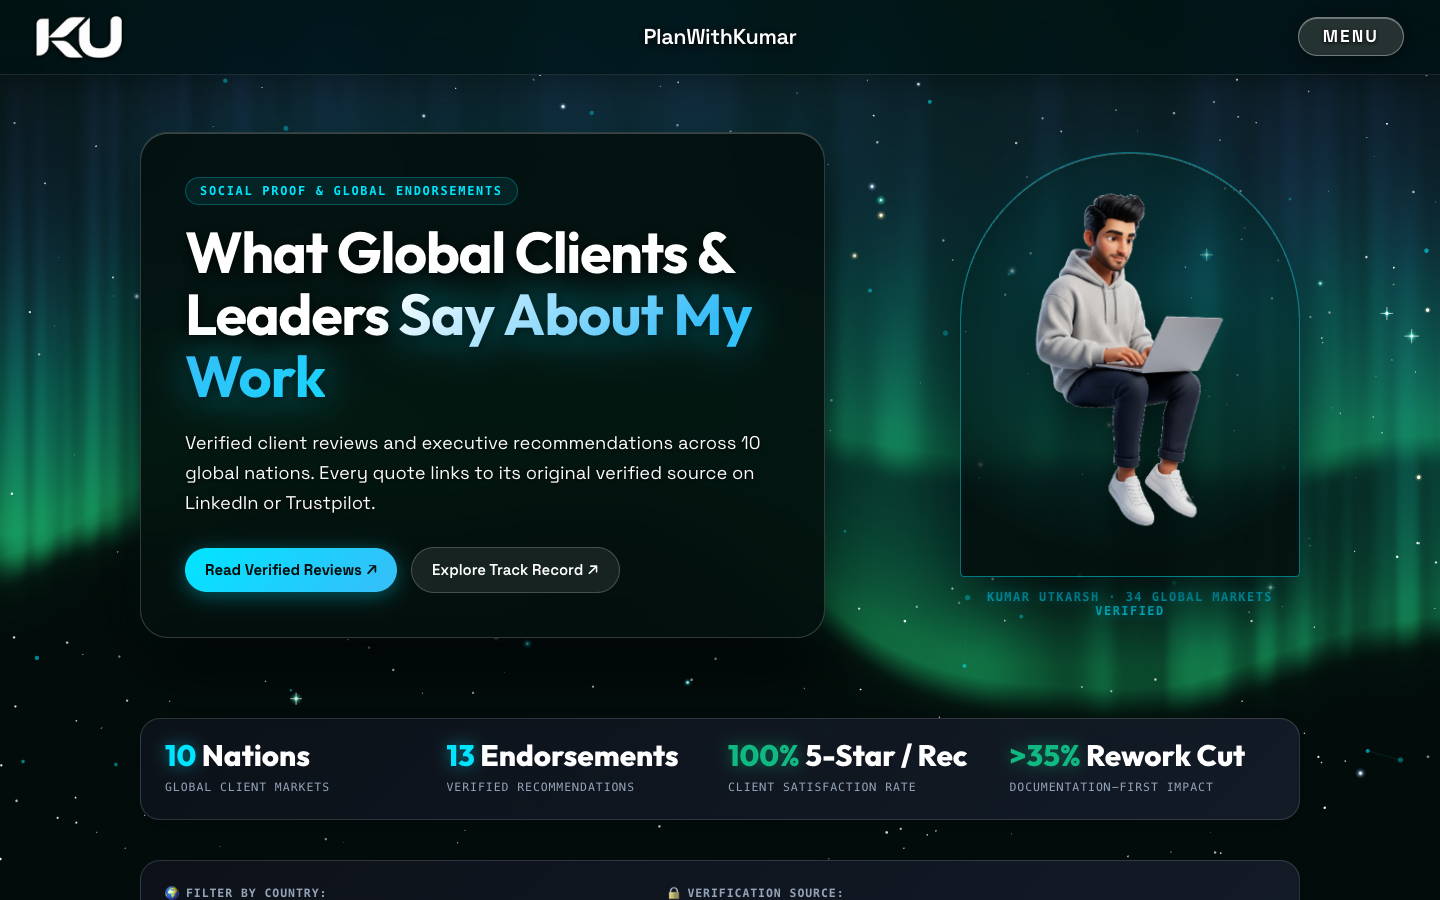 KU
PlanWithKumar
MENU
SOCIAL PROOF & GLOBAL ENDORSEMENTS
What Global Clients &
Leaders Say About My
Work
Verified client reviews and executive recommendations across 10
global nations. Every quote links to its original verified source on
LinkedIn or Trustpilot.
Read Verified Reviews ↗
Explore Track Record ↗
KUMAR UTKARSH · 34 GLOBAL MARKETS
VERIFIED
10 Nations
GLOBAL CLIENT MARKETS
13 Endorsements
VERIFIED RECOMMENDATIONS
100% 5-Star / Rec
CLIENT SATISFACTION RATE
>35% Rework Cut
DOCUMENTATION-FIRST IMPACT
🌍 FILTER BY COUNTRY:
🔒 VERIFICATION SOURCE: